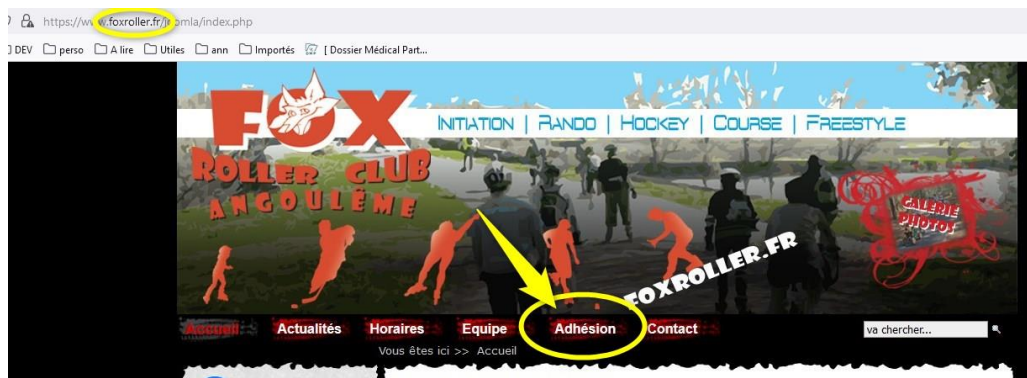 https://www.foxroller.fr/joomla/index.php
DEV perso A lire Utiles ann Importés [ Dossier Médical Part...
FOX
INITIATION | RANDO | HOCKEY | COURSE | FREESTYLE
ROLLER CLUB
ANGOULÊME
GALERIE
PHOTOS
FOXROLLER.FR
Accueil Actualités Horaires Equipe Adhésion Contact va chercher...
Vous êtes ici >> Accueil